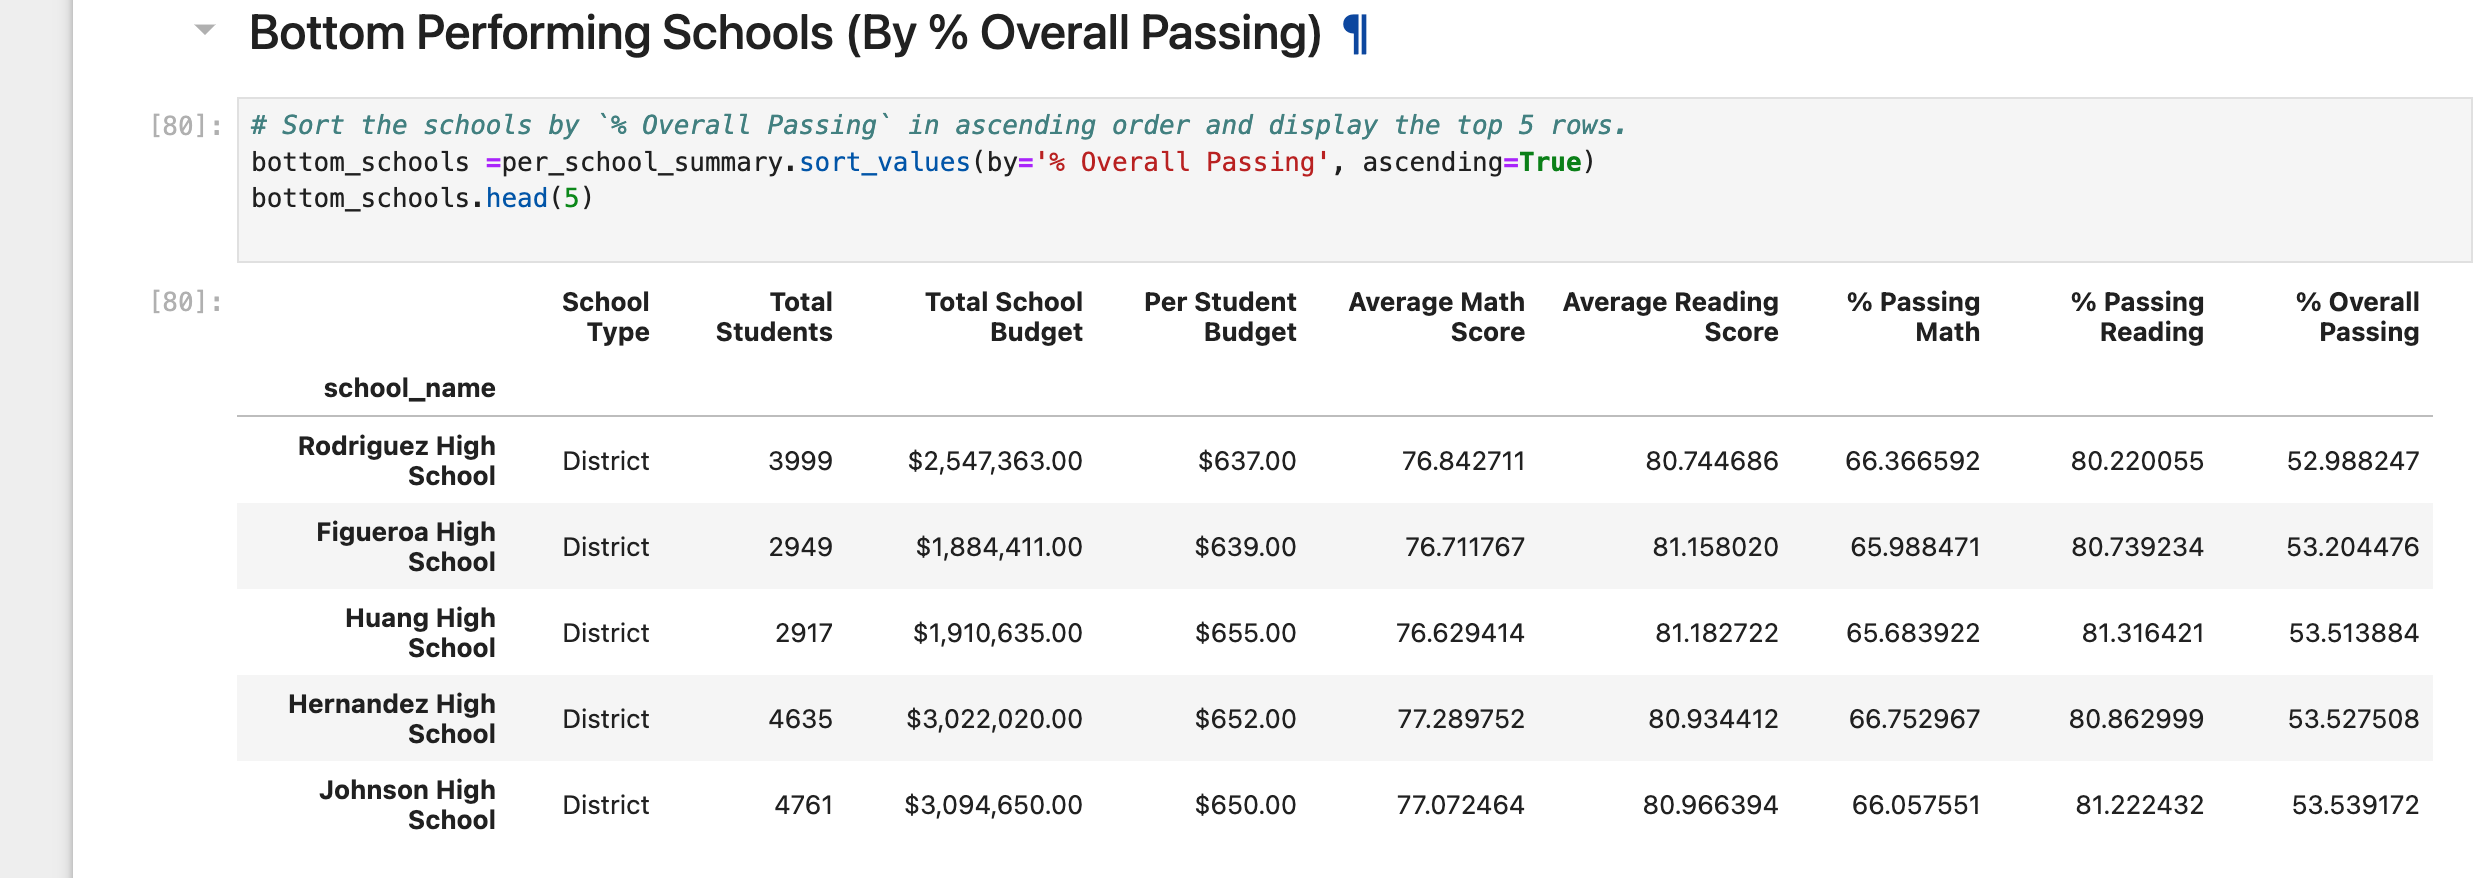 Bottom Performing Schools (By % Overall Passing) ¶
[80]: # Sort the schools by `% Overall Passing` in ascending order and display the top 5 rows.
bottom_schools =per_school_summary.sort_values(by='% Overall Passing', ascending=True)
bottom_schools.head(5)
[80]: School Type Total Students Total School Budget Per Student Budget Average Math Score Average Reading Score % Passing Math % Passing Reading % Overall Passing
school_name
Rodriguez High School District 3999 $2,547,363.00 $637.00 76.842711 80.744686 66.366592 80.220055 52.988247
Figueroa High School District 2949 $1,884,411.00 $639.00 76.711767 81.158020 65.988471 80.739234 53.204476
Huang High School District 2917 $1,910,635.00 $655.00 76.629414 81.182722 65.683922 81.316421 53.513884
Hernandez High School District 4635 $3,022,020.00 $652.00 77.289752 80.934412 66.752967 80.862999 53.527508
Johnson High School District 4761 $3,094,650.00 $650.00 77.072464 80.966394 66.057551 81.222432 53.539172